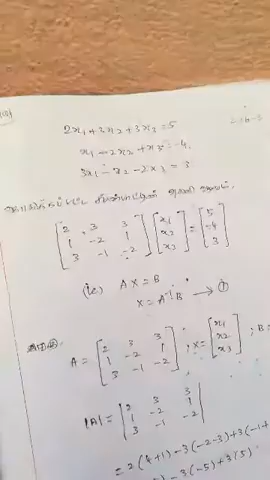 2x₁ + 3x₂ + 3x₃ = 5
x₁ - 2x₂ + x₃ = -4.
3x₁ - x₂ - 2x₃ = 3
[2 3 3] [x₁] = [5]
[1 -2 1] [x₂] [-4]
[3 -1 -2] [x₃] [3]
(ie) AX = B
X = A⁻¹B → ①
A = [2 3 3] ; X = [x₁] ; B =
[1 -2 1] [x₂]
[3 -1 -2] [x₃]
|A| = |2 3 3|
|1 -2 1|
|3 -1 -2|
= 2(4+1) -3(-2-3) +3(-1+
-3(-5) +3(5)